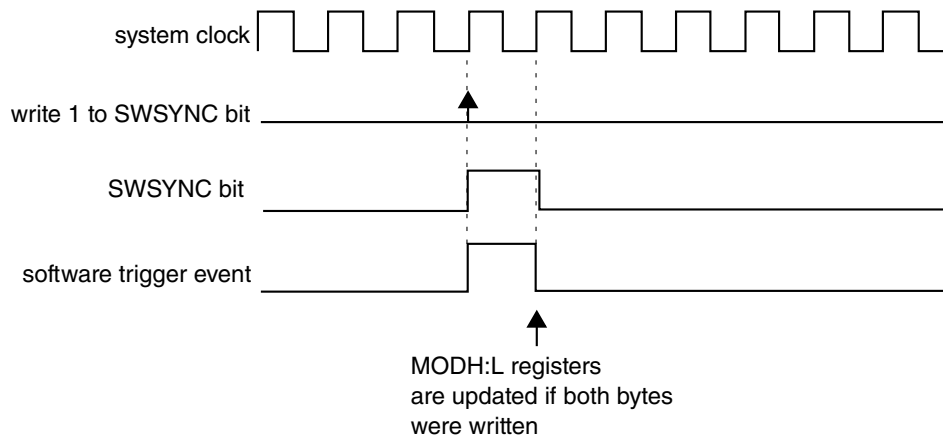 system clock
write 1 to SWSYNC bit
SWSYNC bit
software trigger event
MODH:L registers
are updated if both bytes
were written